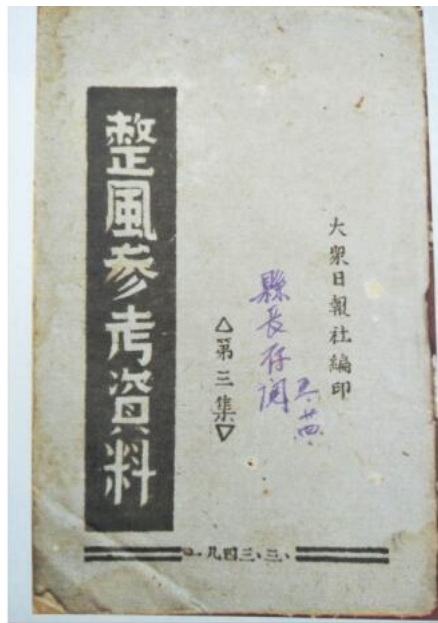 大衆日報社編印
縣長存閱
△第三集▽
整風參考資料
一九四三、三、